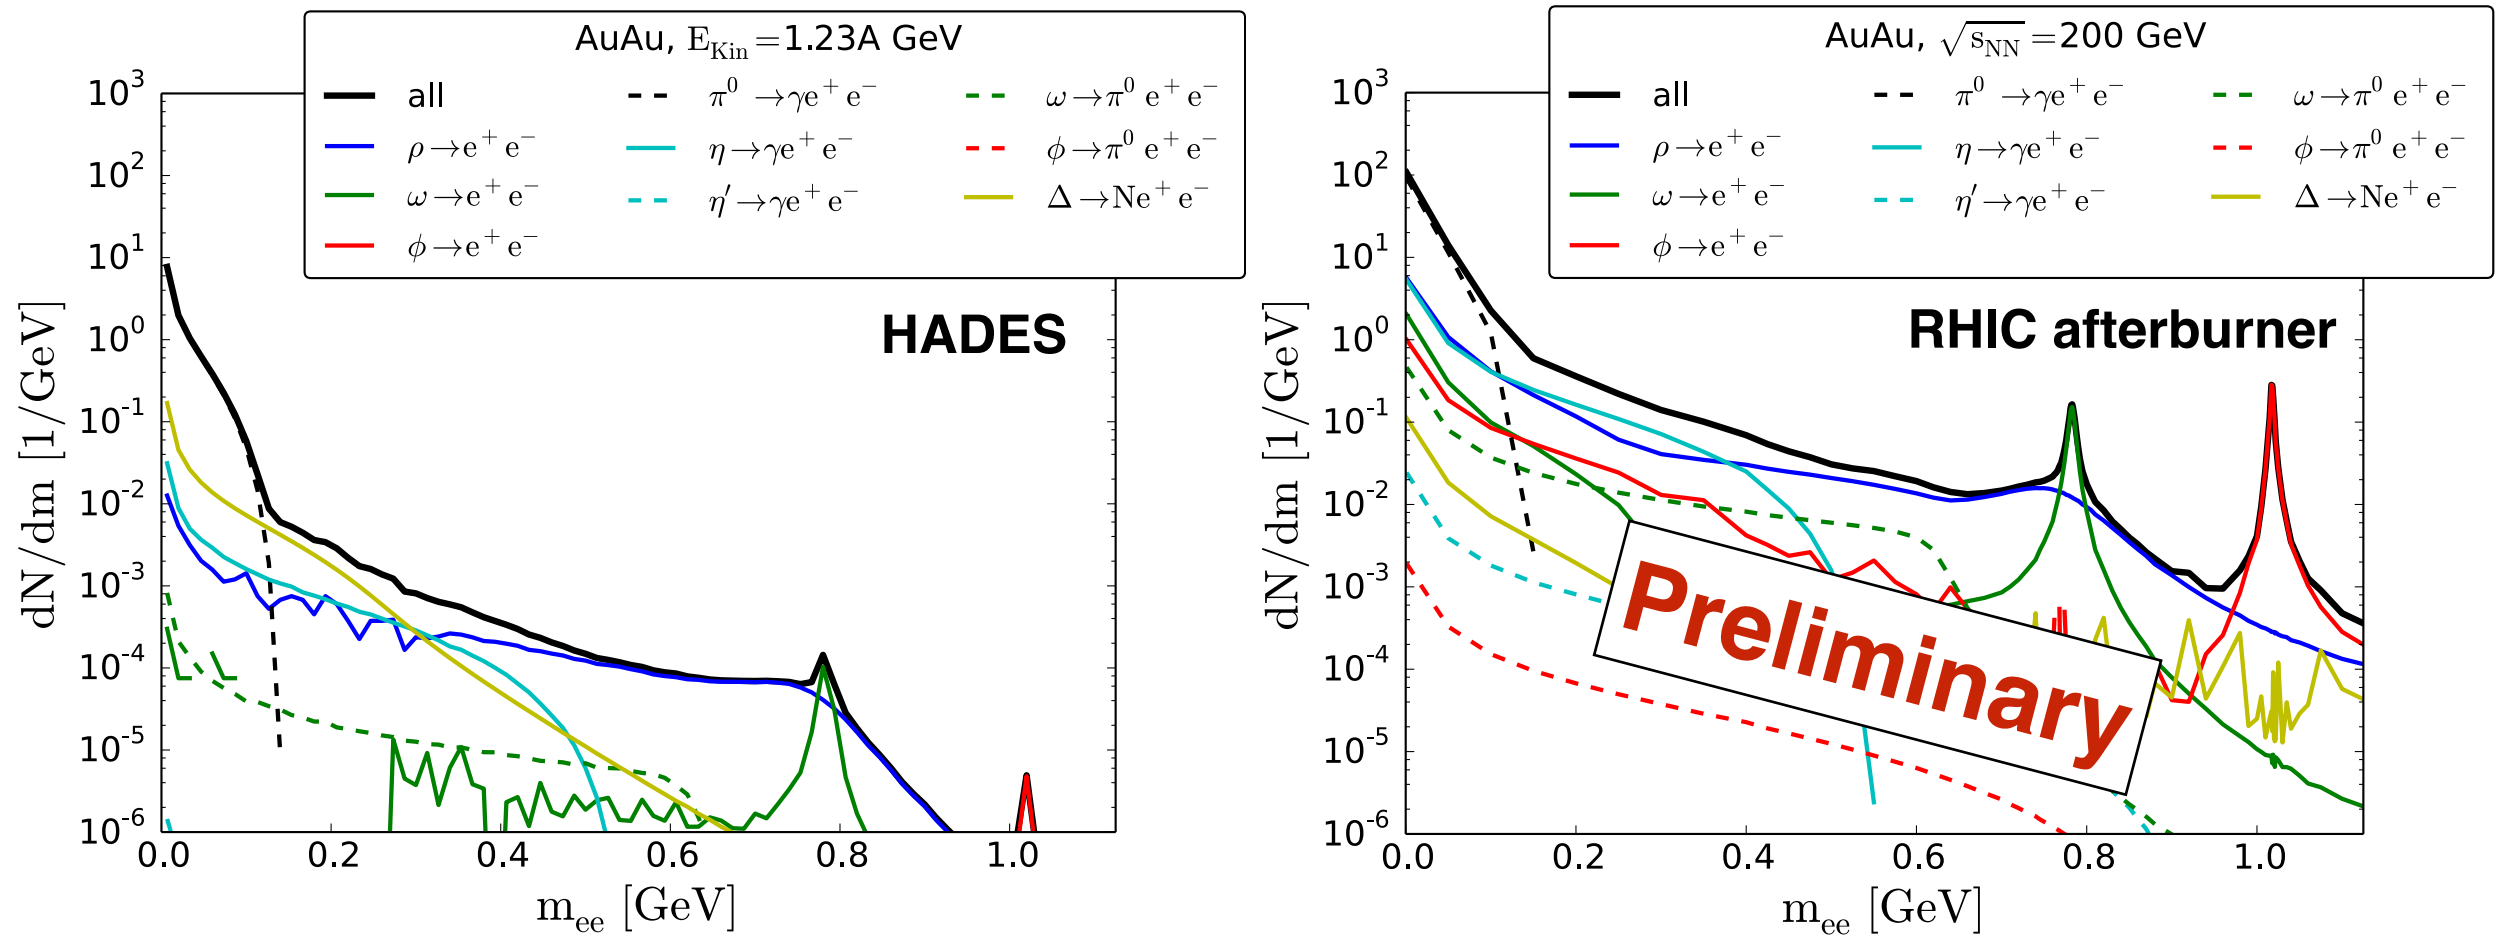 AuAu, E_Kin=1.23A GeV
all
ρ→e⁺e⁻
ω→e⁺e⁻
ϕ→e⁺e⁻
π⁰ →γe⁺e⁻
η→γe⁺e⁻
η′→γe⁺e⁻
ω→π⁰ e⁺e⁻
ϕ→π⁰ e⁺e⁻
Δ→Ne⁺e⁻
HADES
dN/dm [1/GeV]
10³
10²
10¹
10⁰
10⁻¹
10⁻²
10⁻³
10⁻⁴
10⁻⁵
10⁻⁶
0.0 0.2 0.4 0.6 0.8 1.0
m_ee [GeV]
AuAu, √s_NN=200 GeV
all
ρ→e⁺e⁻
ω→e⁺e⁻
ϕ→e⁺e⁻
π⁰ →γe⁺e⁻
η→γe⁺e⁻
η′→γe⁺e⁻
ω→π⁰ e⁺e⁻
ϕ→π⁰ e⁺e⁻
Δ→Ne⁺e⁻
RHIC afterburner
Preliminary
dN/dm [1/GeV]
10³
10²
10¹
10⁰
10⁻¹
10⁻²
10⁻³
10⁻⁴
10⁻⁵
10⁻⁶
0.0 0.2 0.4 0.6 0.8 1.0
m_ee [GeV]